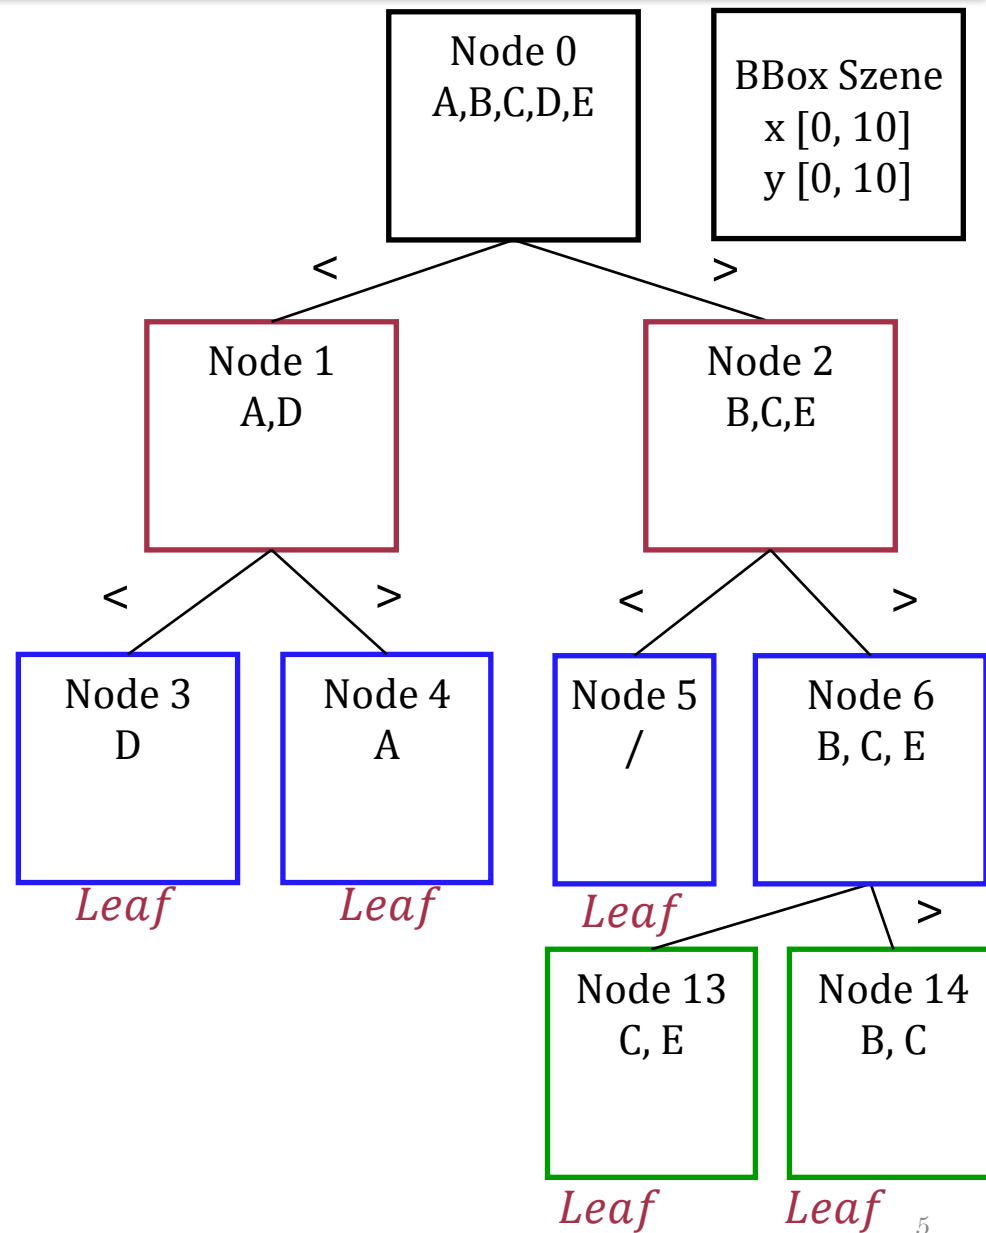 Node 0
A,B,C,D,E
BBox Szene
x [0, 10]
y [0, 10]
<
>
Node 1
A,D
Node 2
B,C,E
<
>
<
>
Node 3
D
Node 4
A
Node 5
/
Node 6
B, C, E
Leaf
Leaf
Leaf
>
Node 13
C, E
Node 14
B, C
Leaf
Leaf
5